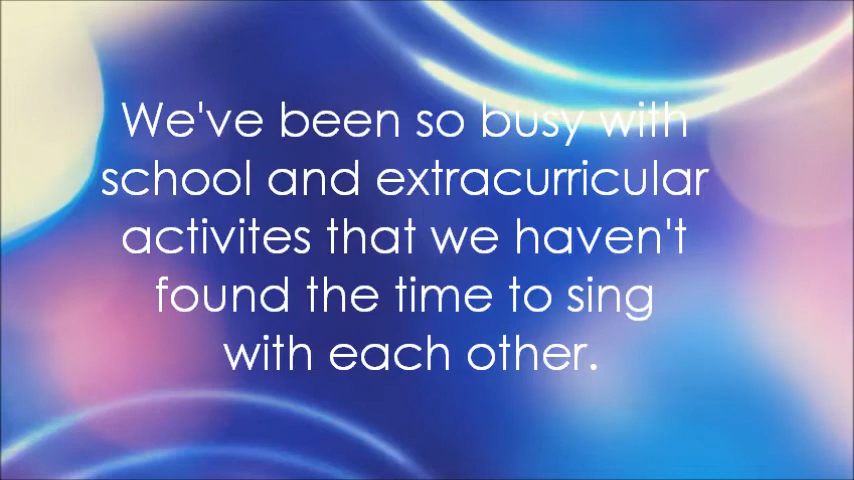 We've been so busy with
school and extracurricular
activites that we haven't
found the time to sing
with each other.